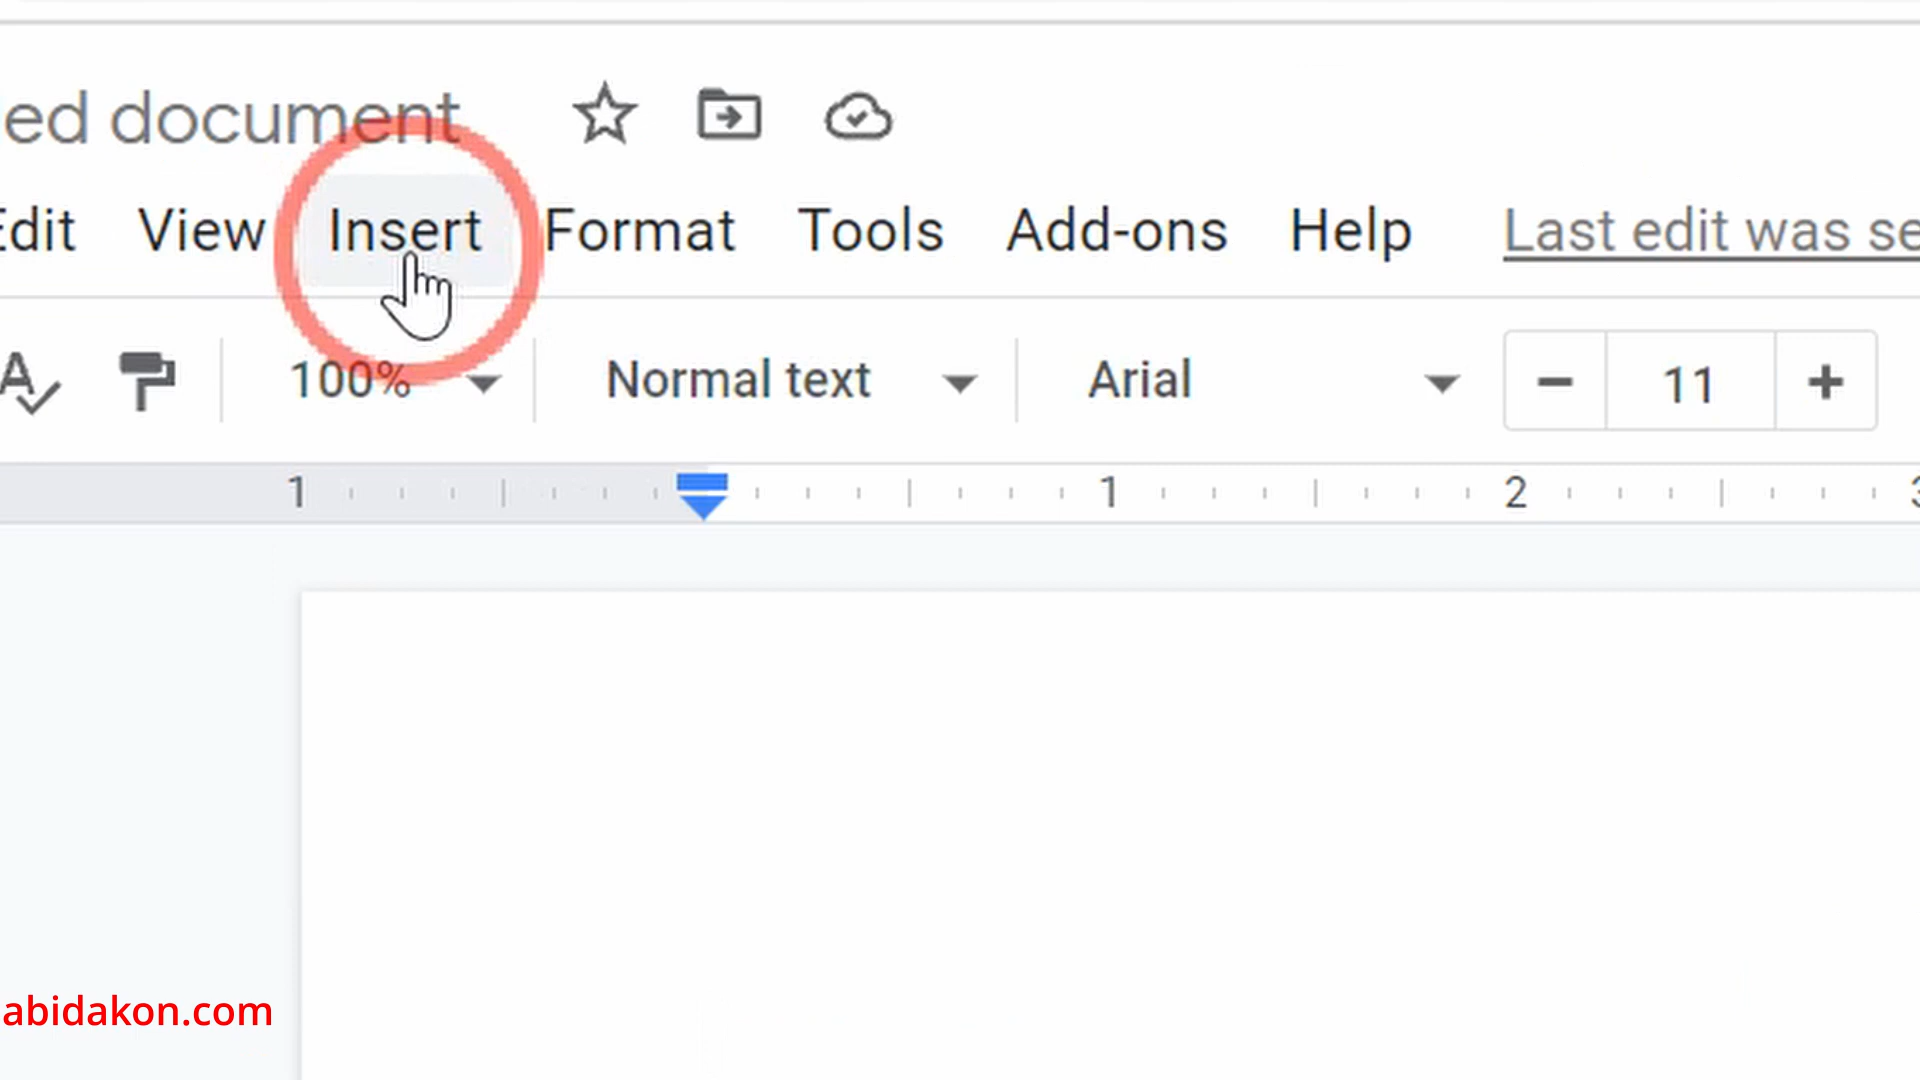 ed document
Edit View Insert Format Tools Add-ons Help Last edit was se
100% Normal text Arial 11
1 1 2 3
abidakon.com